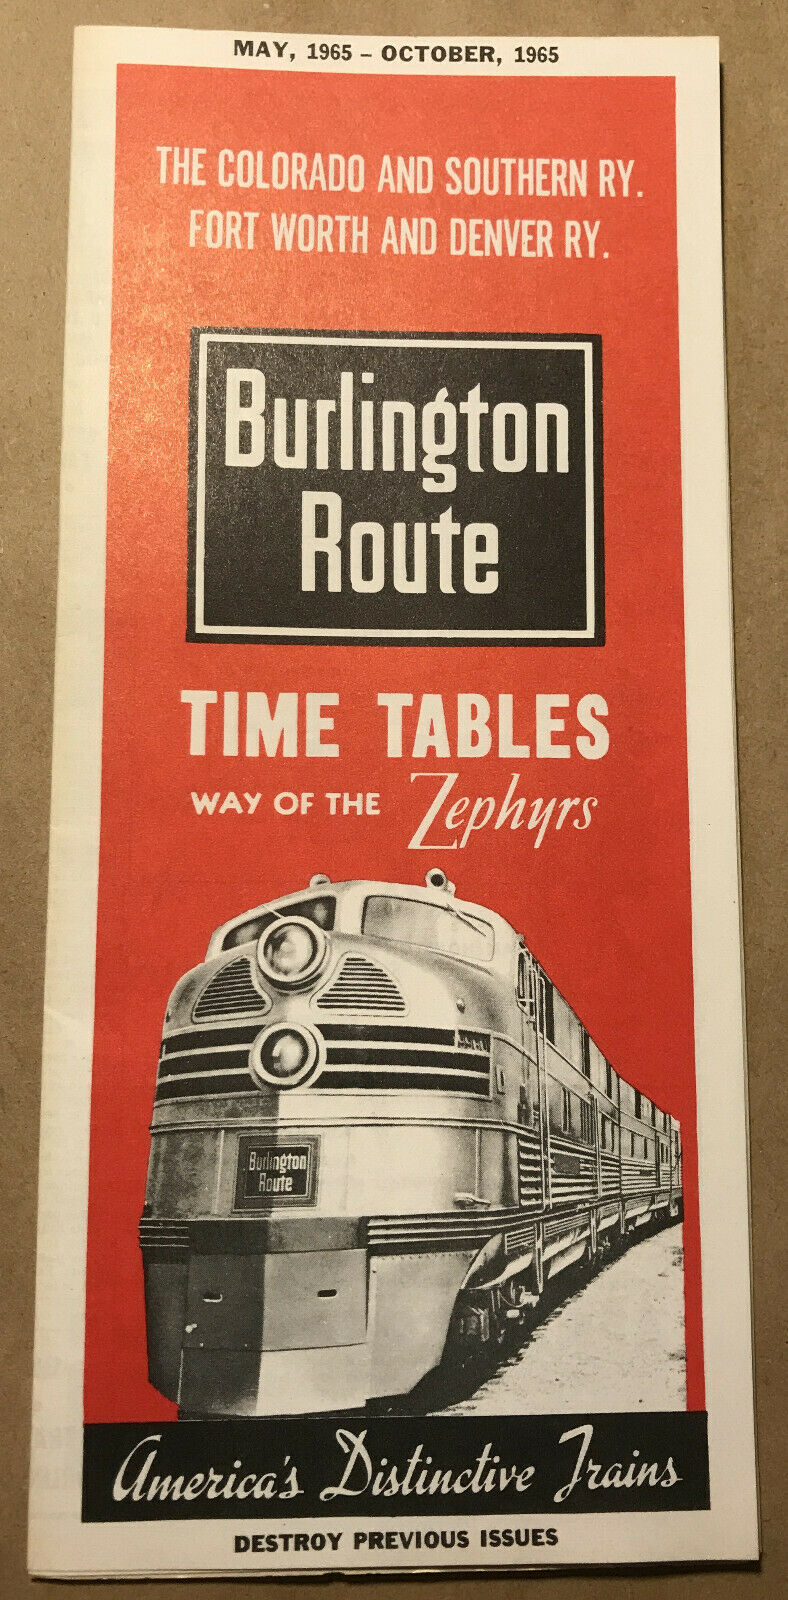 MAY, 1965 – OCTOBER, 1965
THE COLORADO AND SOUTHERN RY.
FORT WORTH AND DENVER RY.
Burlington
Route
TIME TABLES
WAY OF THE Zephyrs
Burlington
Route
America's Distinctive Trains
DESTROY PREVIOUS ISSUES